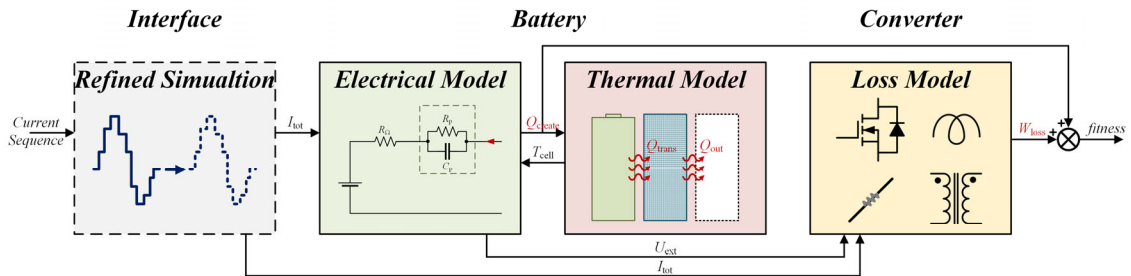 Interface
Battery
Converter
Refined Simualtion
Electrical Model
Thermal Model
Loss Model
Current
Sequence
I_tot
R_Ω
R_p
C_p
Q_create
T_cell
Q_trans
Q_out
W_loss
+
+
fitness
U_ext
I_tot